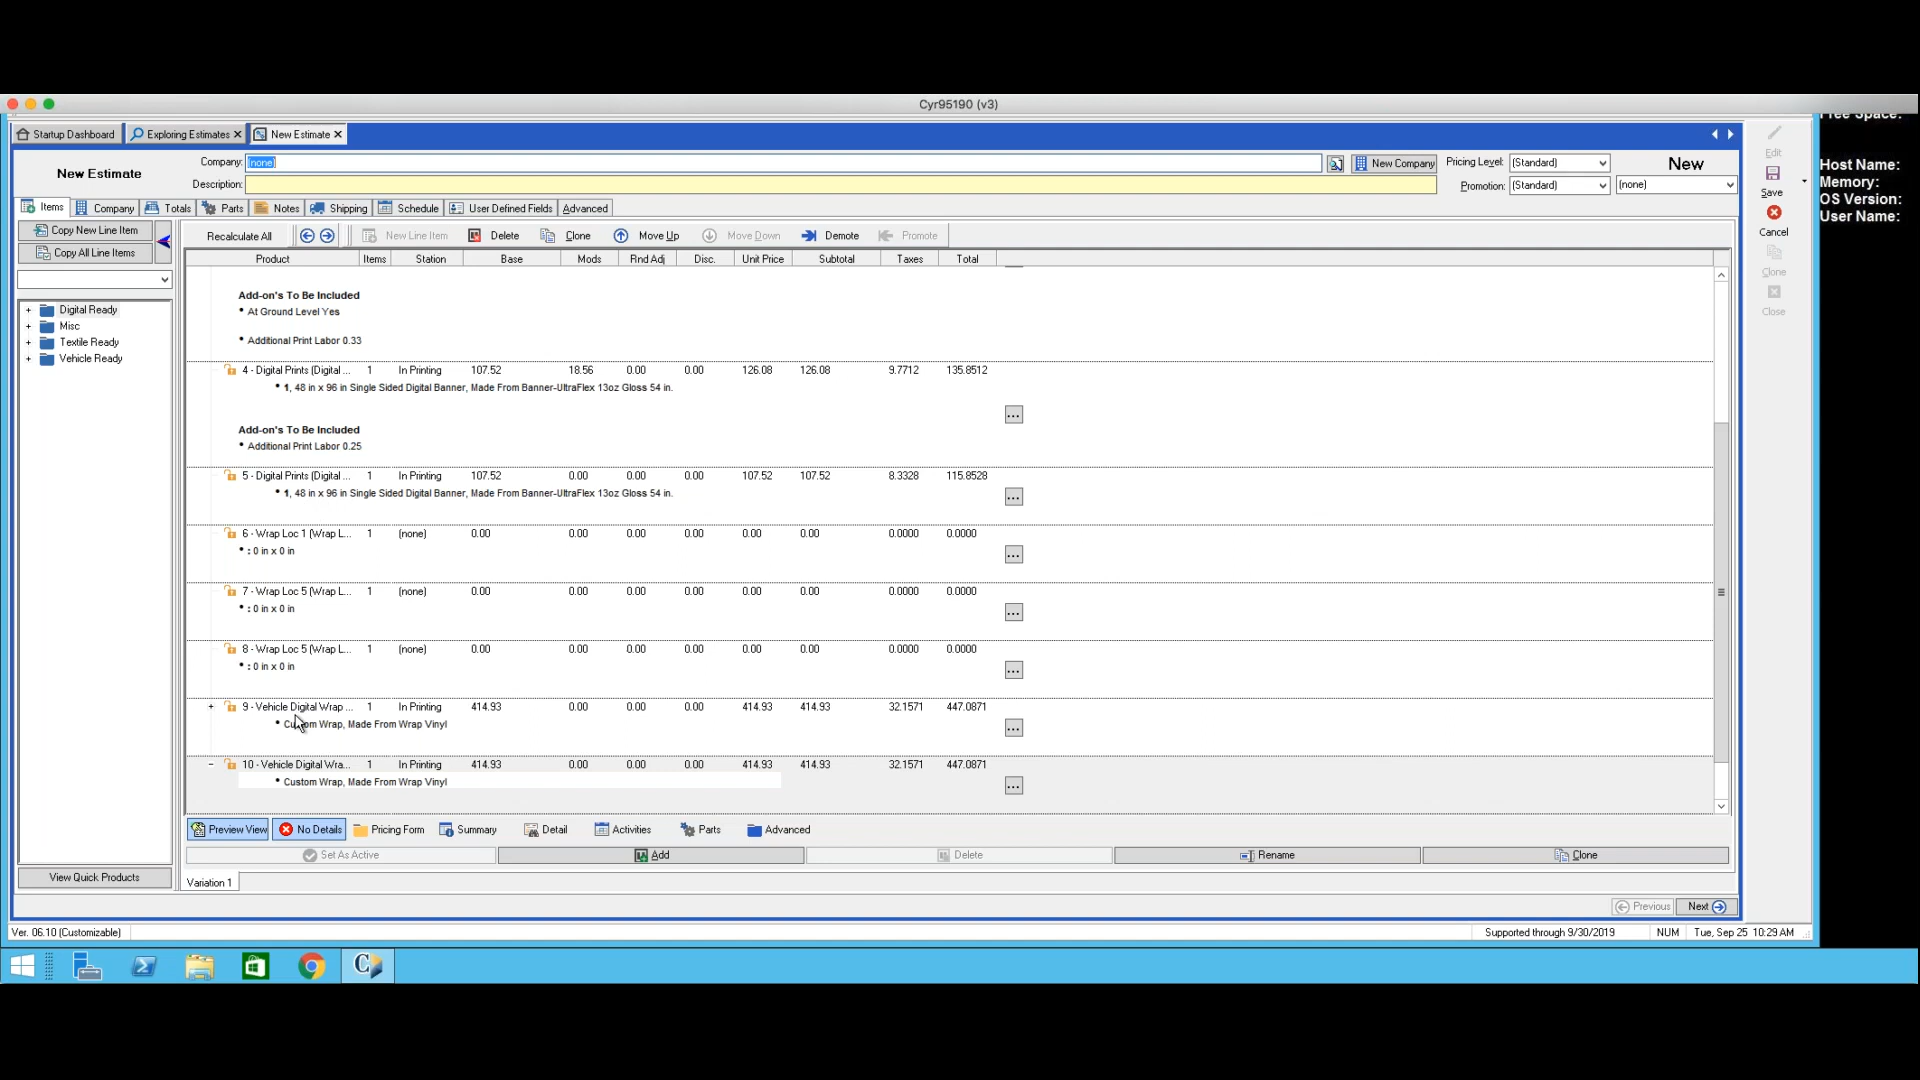 Cyr95190 (v3)
Startup Dashboard
Exploring Estimates
New Estimate
New Estimate
Company: (none)
New Company
Pricing Level: (Standard)
New
Description:
Promotion: (Standard)
(none)
Items
Company
Totals
Parts
Notes
Shipping
Schedule
User Defined Fields
Advanced
Copy New Line Item
Copy All Line Items
Digital Ready
Misc
Textile Ready
Vehicle Ready
View Quick Products
Recalculate All
New Line Item
Delete
Clone
Move Up
Move Down
Demote
Promote
Product Items Station Base Mods Rnd Adj Disc. Unit Price Subtotal Taxes Total
Add-on's To Be Included
• At Ground Level Yes
• Additional Print Labor 0.33
4 - Digital Prints (Digital ... 1 In Printing 107.52 18.56 0.00 0.00 126.08 126.08 9.7712 135.8512
• 1, 48 in x 96 in Single Sided Digital Banner, Made From Banner-UltraFlex 13oz Gloss 54 in.
...
Add-on's To Be Included
• Additional Print Labor 0.25
5 - Digital Prints (Digital ... 1 In Printing 107.52 0.00 0.00 0.00 107.52 107.52 8.3328 115.8528
• 1, 48 in x 96 in Single Sided Digital Banner, Made From Banner-UltraFlex 13oz Gloss 54 in.
...
6 - Wrap Loc 1 (Wrap L... 1 (none) 0.00 0.00 0.00 0.00 0.00 0.00 0.0000 0.0000
• : 0 in x 0 in
...
7 - Wrap Loc 5 (Wrap L... 1 (none) 0.00 0.00 0.00 0.00 0.00 0.00 0.0000 0.0000
• : 0 in x 0 in
...
8 - Wrap Loc 5 (Wrap L... 1 (none) 0.00 0.00 0.00 0.00 0.00 0.00 0.0000 0.0000
• : 0 in x 0 in
...
9 - Vehicle Digital Wrap ... 1 In Printing 414.93 0.00 0.00 0.00 414.93 414.93 32.1571 447.0871
• Custom Wrap, Made From Wrap Vinyl
...
10 - Vehicle Digital Wra... 1 In Printing 414.93 0.00 0.00 0.00 414.93 414.93 32.1571 447.0871
• Custom Wrap, Made From Wrap Vinyl
...
Preview View
No Details
Pricing Form
Summary
Detail
Activities
Parts
Advanced
Set As Active
Add
Delete
Rename
Clone
Variation 1
Previous
Next
Ver. 06.10 (Customizable)
Supported through 9/30/2019
NUM
Tue, Sep 25 10:29 AM
Edit
Save
Cancel
Clone
Close
Free Space:
Host Name:
Memory:
OS Version:
User Name: